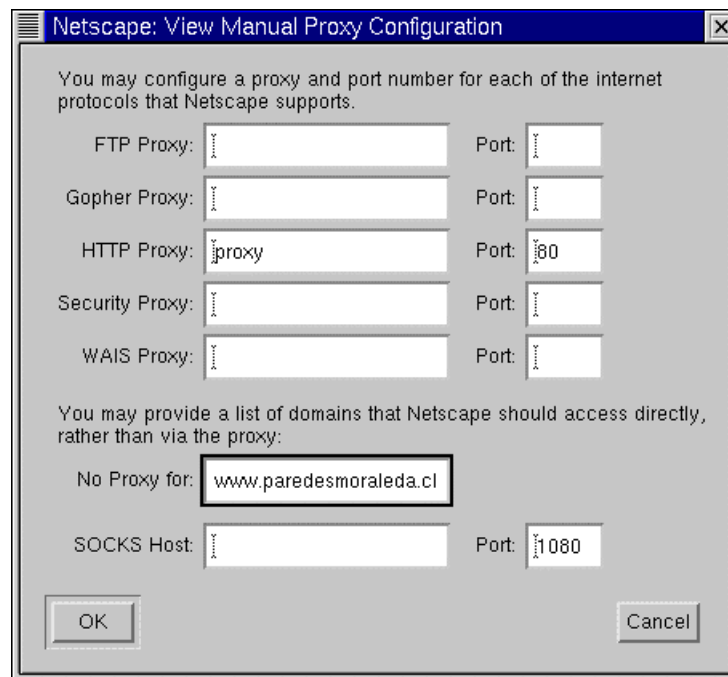 Netscape: View Manual Proxy Configuration
You may configure a proxy and port number for each of the internet
protocols that Netscape supports.
FTP Proxy: Port:
Gopher Proxy: Port:
HTTP Proxy: proxy Port: 80
Security Proxy: Port:
WAIS Proxy: Port:
You may provide a list of domains that Netscape should access directly,
rather than via the proxy:
No Proxy for: www.paredesmoraleda.cl
SOCKS Host: Port: 1080
OK Cancel